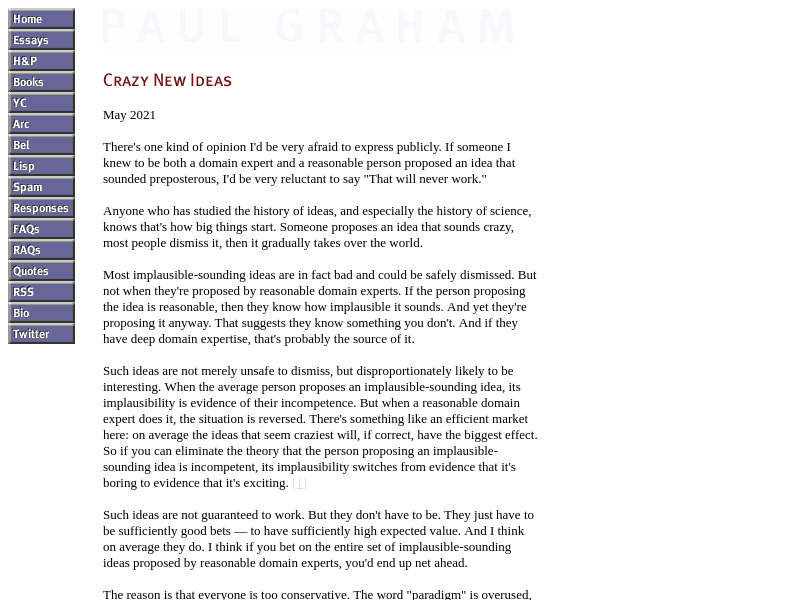 PAUL GRAHAM
Home
Essays
H&P
Books
YC
Arc
Bel
Lisp
Spam
Responses
FAQs
RAQs
Quotes
RSS
Bio
Twitter
Crazy New Ideas
May 2021
There's one kind of opinion I'd be very afraid to express publicly. If someone I
knew to be both a domain expert and a reasonable person proposed an idea that
sounded preposterous, I'd be very reluctant to say "That will never work."
Anyone who has studied the history of ideas, and especially the history of science,
knows that's how big things start. Someone proposes an idea that sounds crazy,
most people dismiss it, then it gradually takes over the world.
Most implausible-sounding ideas are in fact bad and could be safely dismissed. But
not when they're proposed by reasonable domain experts. If the person proposing
the idea is reasonable, then they know how implausible it sounds. And yet they're
proposing it anyway. That suggests they know something you don't. And if they
have deep domain expertise, that's probably the source of it.
Such ideas are not merely unsafe to dismiss, but disproportionately likely to be
interesting. When the average person proposes an implausible-sounding idea, its
implausibility is evidence of their incompetence. But when a reasonable domain
expert does it, the situation is reversed. There's something like an efficient market
here: on average the ideas that seem craziest will, if correct, have the biggest effect.
So if you can eliminate the theory that the person proposing an implausible-
sounding idea is incompetent, its implausibility switches from evidence that it's
boring to evidence that it's exciting. [1]
Such ideas are not guaranteed to work. But they don't have to be. They just have to
be sufficiently good bets — to have sufficiently high expected value. And I think
on average they do. I think if you bet on the entire set of implausible-sounding
ideas proposed by reasonable domain experts, you'd end up net ahead.
The reason is that everyone is too conservative. The word "paradigm" is overused,